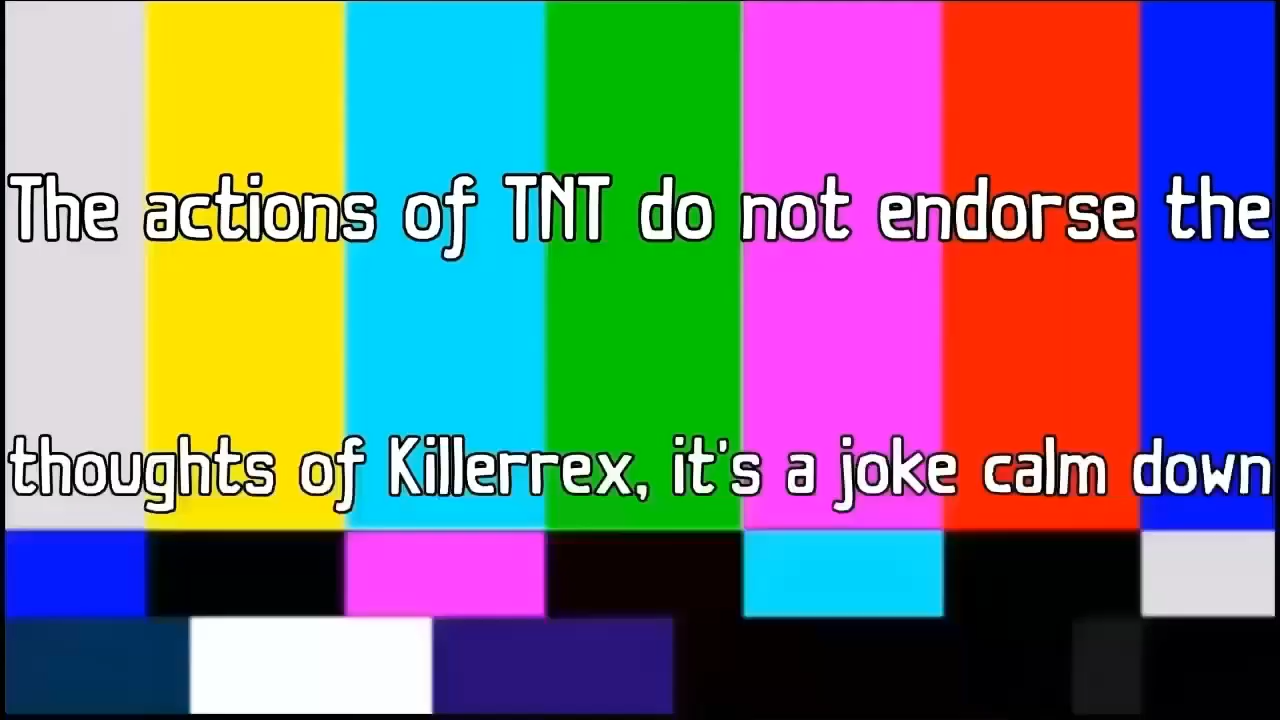 The actions of TNT do not endorse the
thoughts of Killerrex, it's a joke calm down